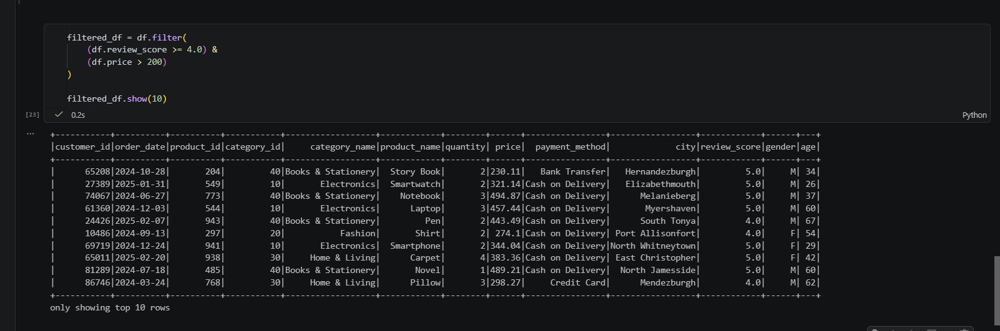 filtered_df = df.filter(
    (df.review_score >= 4.0) &
    (df.price > 200)
)
filtered_df.show(10)
[23] 0.2s Python
...
+-----------+----------+----------+-----------+------------------+------------+--------+------+----------------+-----------------+------------+------+---+
|customer_id|order_date|product_id|category_id|     category_name|product_name|quantity| price|  payment_method|             city|review_score|gender|age|
+-----------+----------+----------+-----------+------------------+------------+--------+------+----------------+-----------------+------------+------+---+
|      65208|2024-10-28|       204|         40|Books & Stationery|  Story Book|       2|230.11|   Bank Transfer|   Hernandezburgh|         5.0|     M| 34|
|      27389|2025-01-31|       549|         10|       Electronics|  Smartwatch|       2|321.14|Cash on Delivery|   Elizabethmouth|         5.0|     M| 26|
|      74067|2024-06-27|       773|         40|Books & Stationery|    Notebook|       3|494.87|Cash on Delivery|      Melanieberg|         5.0|     M| 37|
|      61360|2024-12-03|       544|         10|       Electronics|      Laptop|       3|457.44|Cash on Delivery|       Myershaven|         5.0|     M| 60|
|      24426|2025-02-07|       943|         40|Books & Stationery|         Pen|       2|443.49|Cash on Delivery|      South Tonya|         4.0|     M| 67|
|      10486|2024-09-13|       297|         20|           Fashion|       Shirt|       2| 274.1|Cash on Delivery| Port Allisonfort|         4.0|     F| 54|
|      69719|2024-12-24|       941|         10|       Electronics|  Smartphone|       2|344.04|Cash on Delivery|North Whitneytown|         5.0|     F| 29|
|      65011|2025-02-20|       938|         30|     Home & Living|      Carpet|       4|383.36|Cash on Delivery| East Christopher|         5.0|     F| 42|
|      81289|2024-07-18|       485|         40|Books & Stationery|       Novel|       1|489.21|Cash on Delivery|  North Jamesside|         5.0|     M| 60|
|      86746|2024-03-24|       768|         30|     Home & Living|      Pillow|       3|298.27|     Credit Card|      Mendezburgh|         4.0|     M| 62|
+-----------+----------+----------+-----------+------------------+------------+--------+------+----------------+-----------------+------------+------+---+
only showing top 10 rows